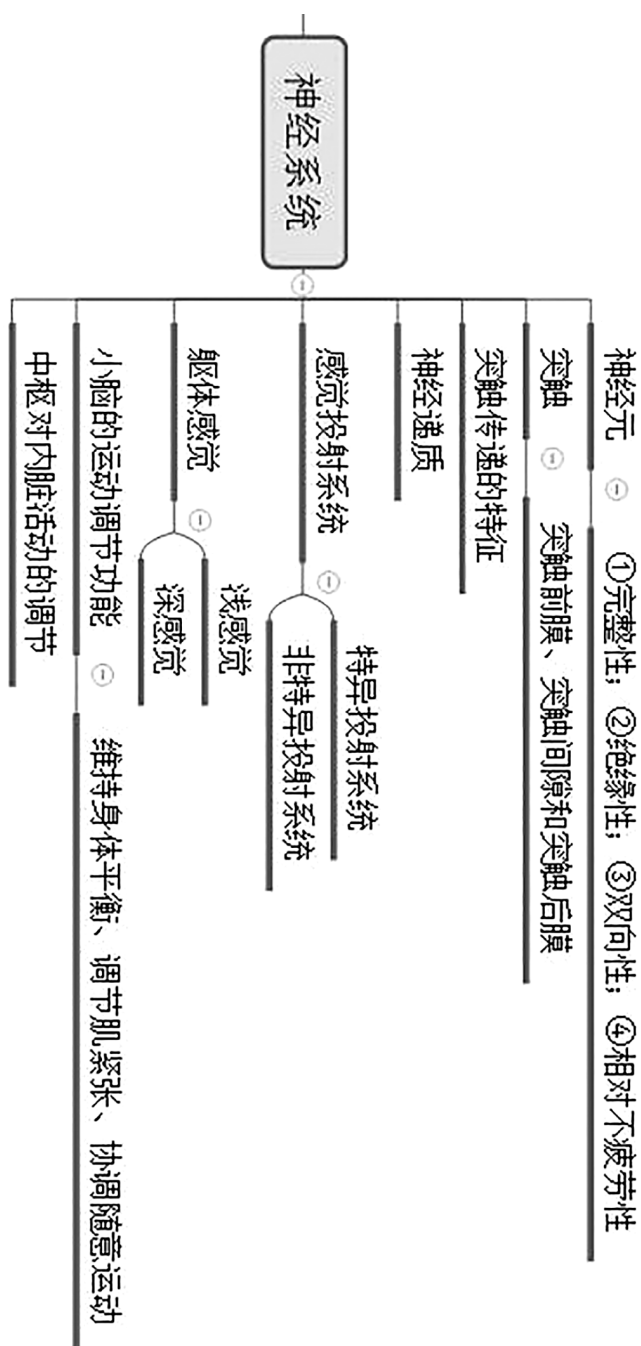 神经系统
神经元
①完整性；②绝缘性；③双向性；④相对不疲劳性
突触
突触前膜、突触间隙和突触后膜
突触传递的特征
神经递质
感觉投射系统
特异投射系统
非特异投射系统
躯体感觉
浅感觉
深感觉
小脑的运动调节功能
维持身体平衡、调节肌紧张、协调随意运动
中枢对内脏活动的调节